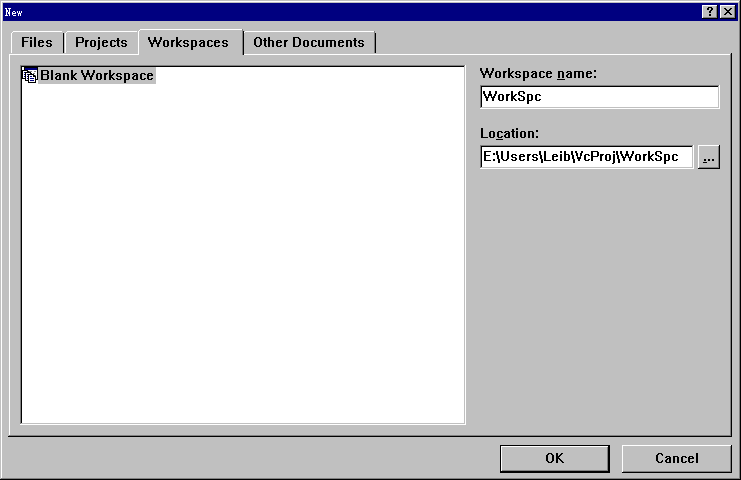 New
Files Projects Workspaces Other Documents
Blank Workspace
Workspace name:
WorkSpc
Location:
E:\Users\Leib\VcProj\WorkSpc
...
OK Cancel